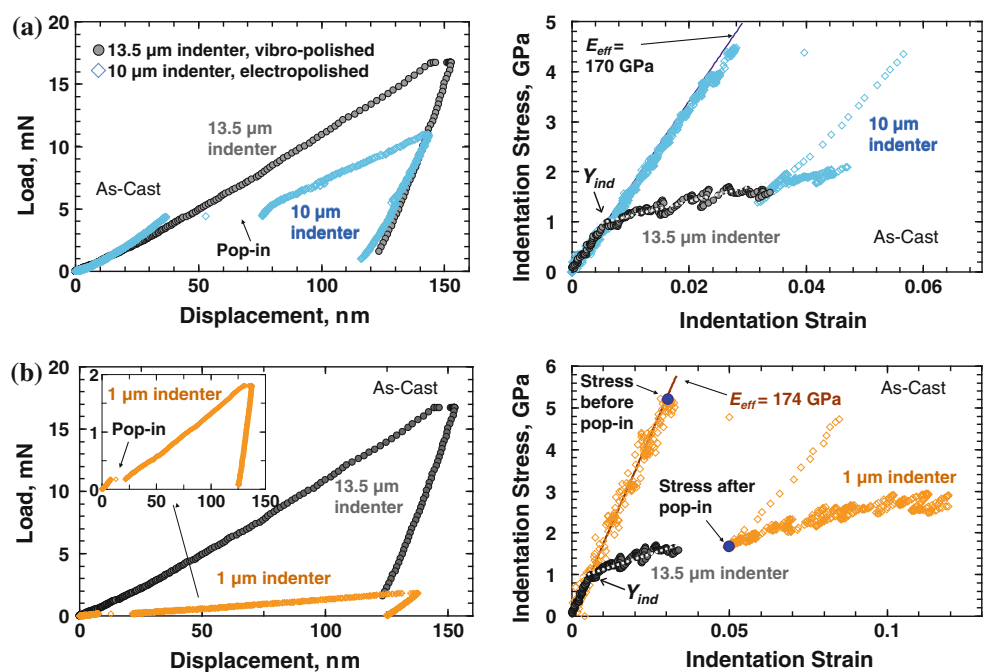 (a)
20
15
10
5
0
Load, mN
13.5 µm indenter, vibro-polished
10 µm indenter, electropolished
13.5 µm
indenter
As-Cast
10 µm
indenter
Pop-in
0
50
100
150
Displacement, nm
5
4
3
2
1
0
Indentation Stress, GPa
E_eff =
170 GPa
10 µm
indenter
Y_ind
13.5 µm indenter
As-Cast
0
0.02
0.04
0.06
Indentation Strain
(b)
20
16
12
8
4
0
Load, mN
2
1
0
1 µm indenter
Pop-in
0
50
100
150
As-Cast
13.5 µm
indenter
1 µm indenter
0
50
100
150
Displacement, nm
6
5
4
3
2
1
0
Indentation Stress, GPa
Stress
before
pop-in
As-Cast
E_eff = 174 GPa
Stress after
pop-in
1 µm indenter
13.5 µm indenter
Y_ind
0
0.05
0.1
Indentation Strain